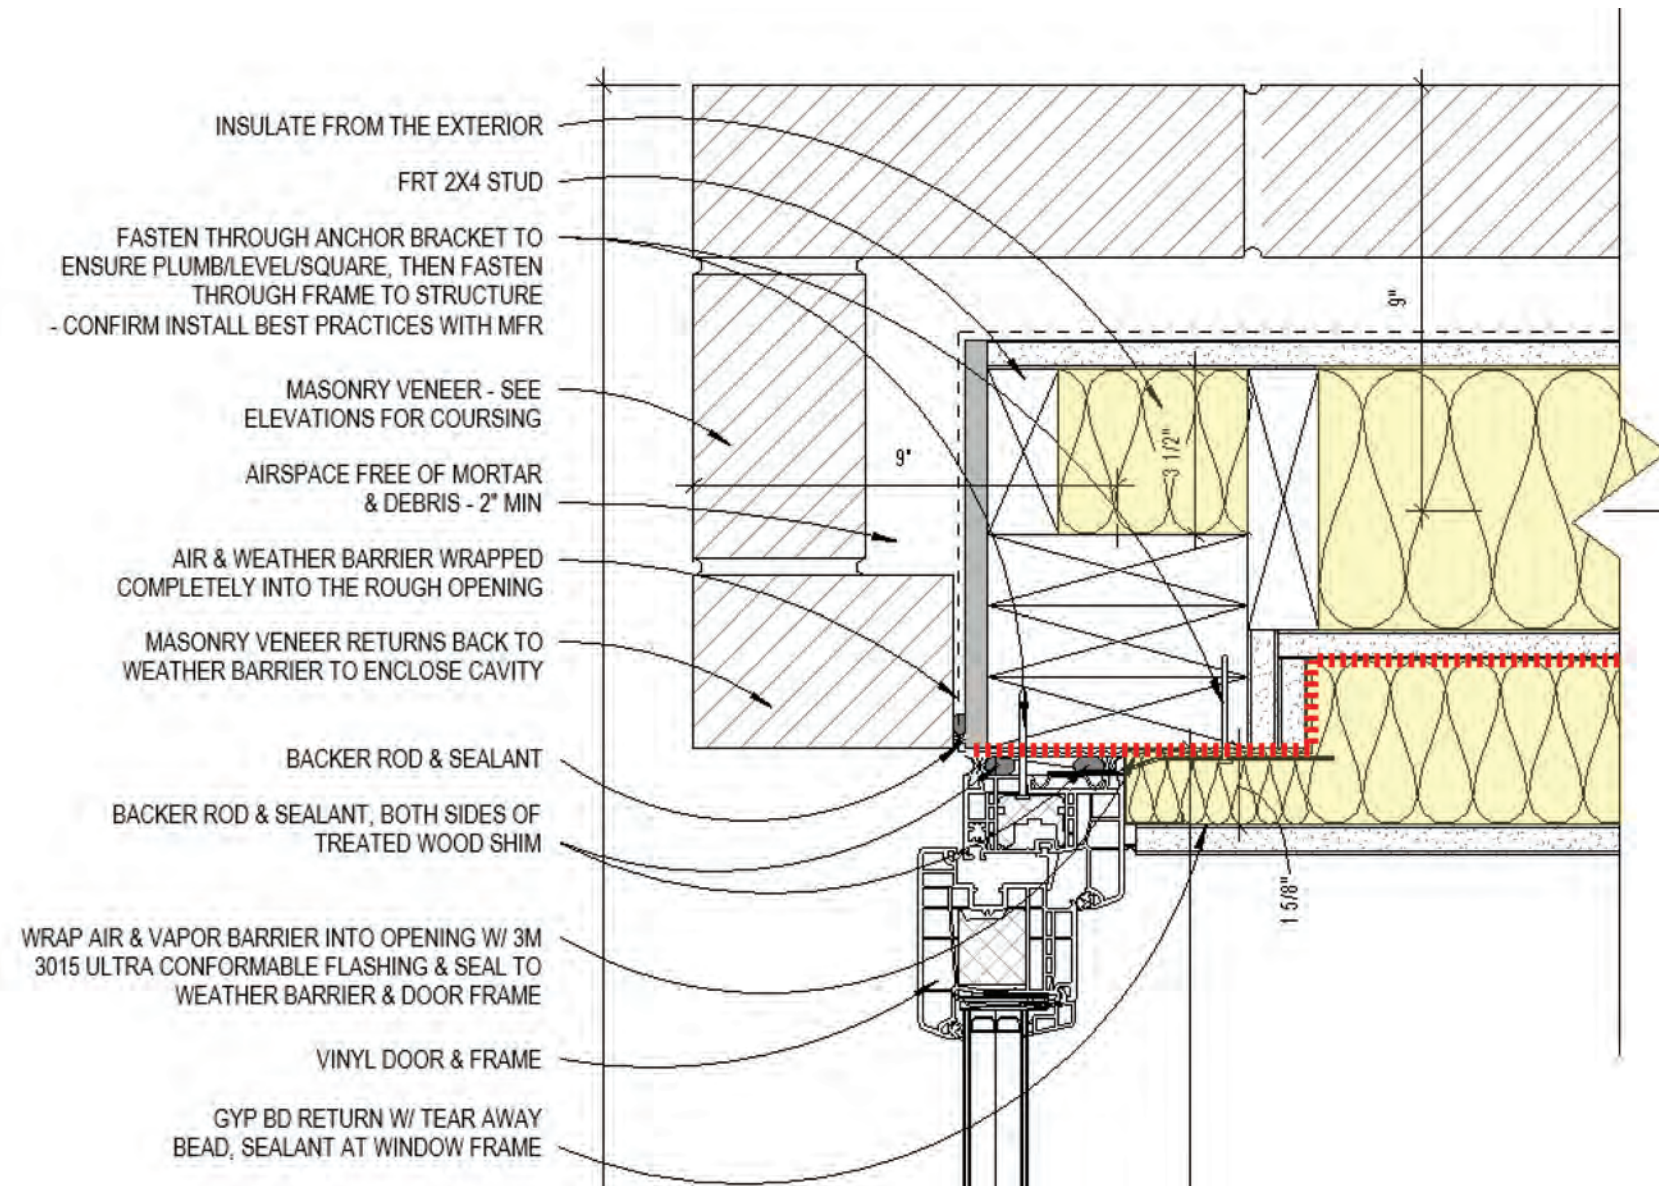 INSULATE FROM THE EXTERIOR
FRT 2X4 STUD
FASTEN THROUGH ANCHOR BRACKET TO
ENSURE PLUMB/LEVEL/SQUARE, THEN FASTEN
THROUGH FRAME TO STRUCTURE
- CONFIRM INSTALL BEST PRACTICES WITH MFR
MASONRY VENEER - SEE
ELEVATIONS FOR COURSING
AIRSPACE FREE OF MORTAR
& DEBRIS - 2" MIN
AIR & WEATHER BARRIER WRAPPED
COMPLETELY INTO THE ROUGH OPENING
MASONRY VENEER RETURNS BACK TO
WEATHER BARRIER TO ENCLOSE CAVITY
BACKER ROD & SEALANT
BACKER ROD & SEALANT, BOTH SIDES OF
TREATED WOOD SHIM
WRAP AIR & VAPOR BARRIER INTO OPENING W/ 3M
3015 ULTRA CONFORMABLE FLASHING & SEAL TO
WEATHER BARRIER & DOOR FRAME
VINYL DOOR & FRAME
GYP BD RETURN W/ TEAR AWAY
BEAD, SEALANT AT WINDOW FRAME
9"
9"
3 1/2"
1 5/8"